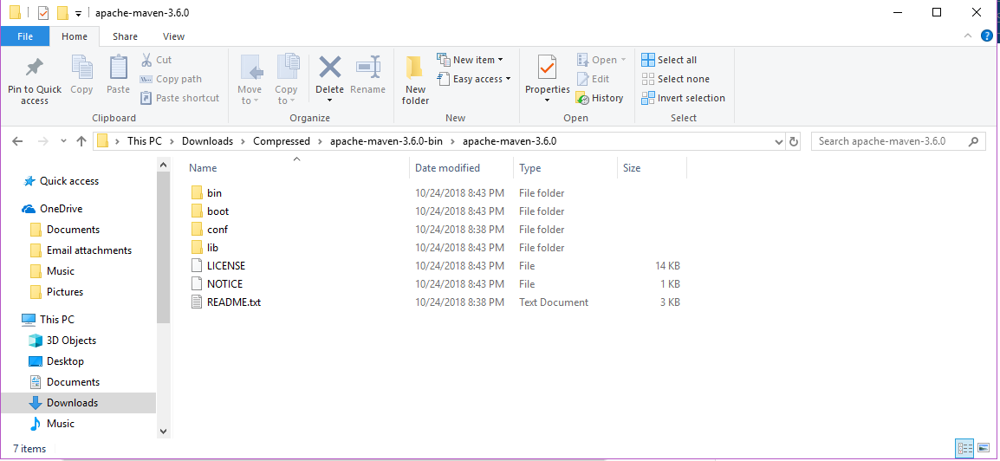 apache-maven-3.6.0
File Home Share View
Pin to Quick access
Copy
Paste
Cut
Copy path
Paste shortcut
Clipboard
Move to
Copy to
Delete
Rename
Organize
New folder
New item
Easy access
New
Properties
Open
Edit
History
Open
Select all
Select none
Invert selection
Select
This PC > Downloads > Compressed > apache-maven-3.6.0-bin > apache-maven-3.6.0
Search apache-maven-3.6.0
Quick access
OneDrive
Documents
Email attachments
Music
Pictures
This PC
3D Objects
Desktop
Documents
Downloads
Music
Name Date modified Type Size
bin 10/24/2018 8:43 PM File folder
boot 10/24/2018 8:43 PM File folder
conf 10/24/2018 8:38 PM File folder
lib 10/24/2018 8:43 PM File folder
LICENSE 10/24/2018 8:43 PM File 14 KB
NOTICE 10/24/2018 8:43 PM File 1 KB
README.txt 10/24/2018 8:38 PM Text Document 3 KB
7 items